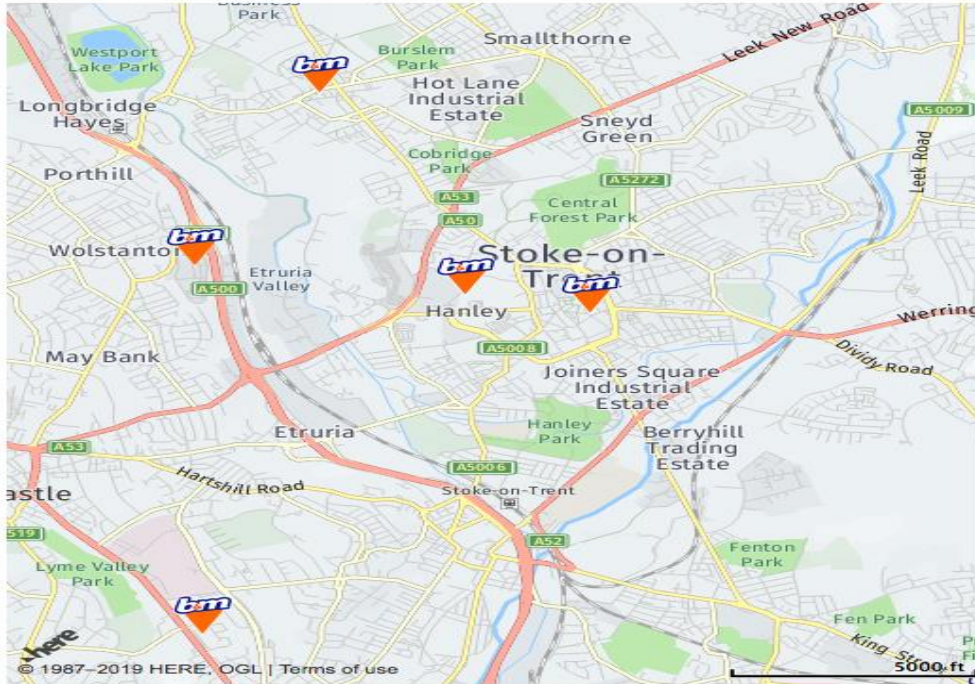 Business
Park
Westport
Lake Park
Burslem
Park
Smallthorne
Leek New Road
b&m
Hot Lane
Industrial
Estate
Longbridge
Hayes
Sneyd
Green
A5009
Cobridge
Park
Porthill
A5272
Leek Road
A53
Central
Forest Park
A50
Wolstanton
b&m
Stoke-on-
Trent
b&m
b&m
Etruria
Valley
A500
Hanley
Werring
A5008
May Bank
Dividy Road
Joiners Square
Industrial
Estate
Hanley
Park
Etruria
Berryhill
Trading
Estate
A53
A5006
Hartshill Road
astle
Stoke-on-Trent
519
A52
Lyme Valley
Park
Fenton
Park
b&m
Fen Park
King St
here
© 1987–2019 HERE, OGL | Terms of use
5000 ft